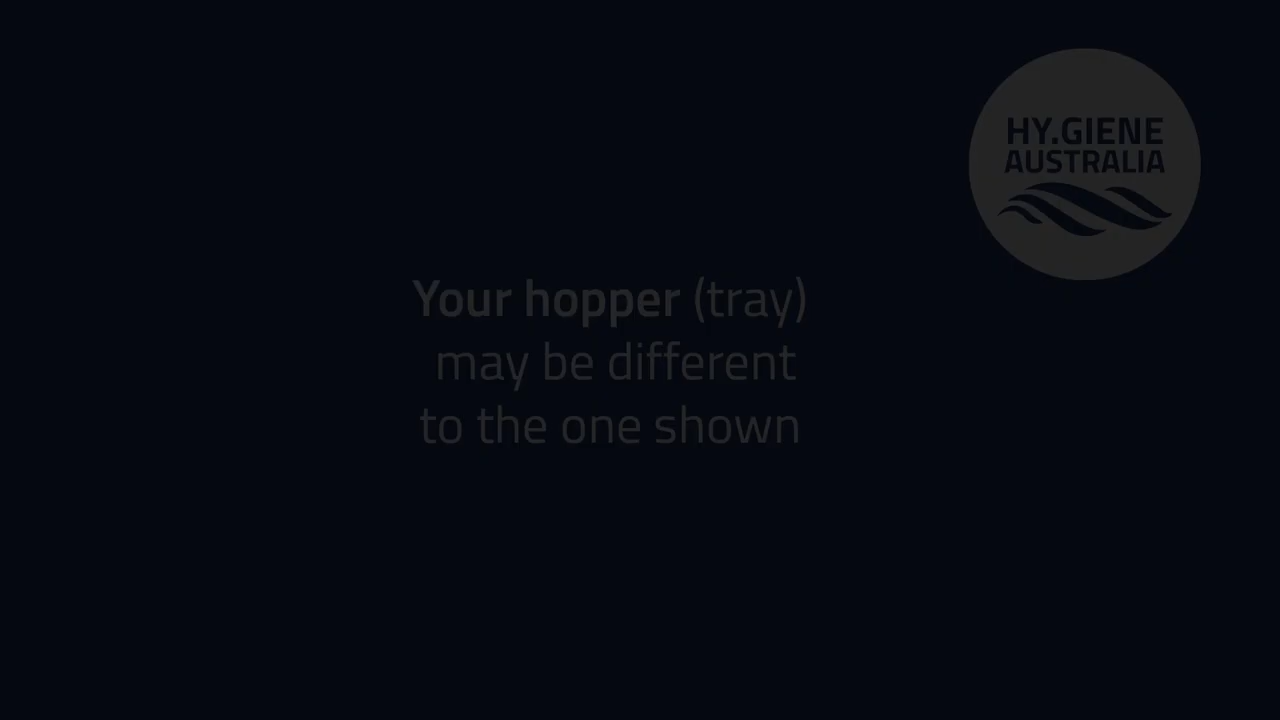 HY.GIENE
AUSTRALIA
Your hopper (tray)
may be different
to the one shown